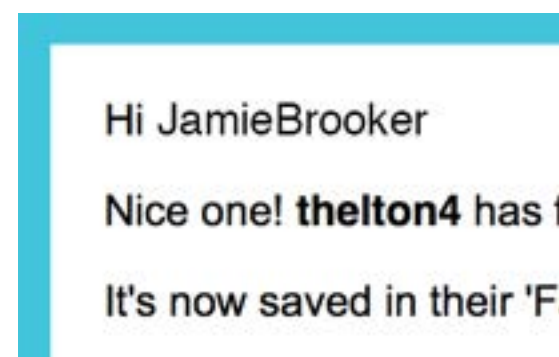 Hi JamieBrooker
Nice one! thelton4 has
It's now saved in their